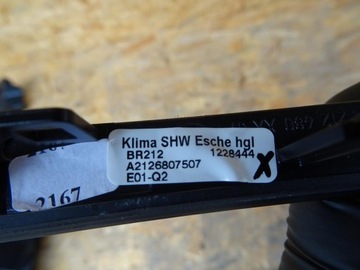 Klima SHW Esche hgl
BR212 1228444
A2126807507
E01-Q2
2167